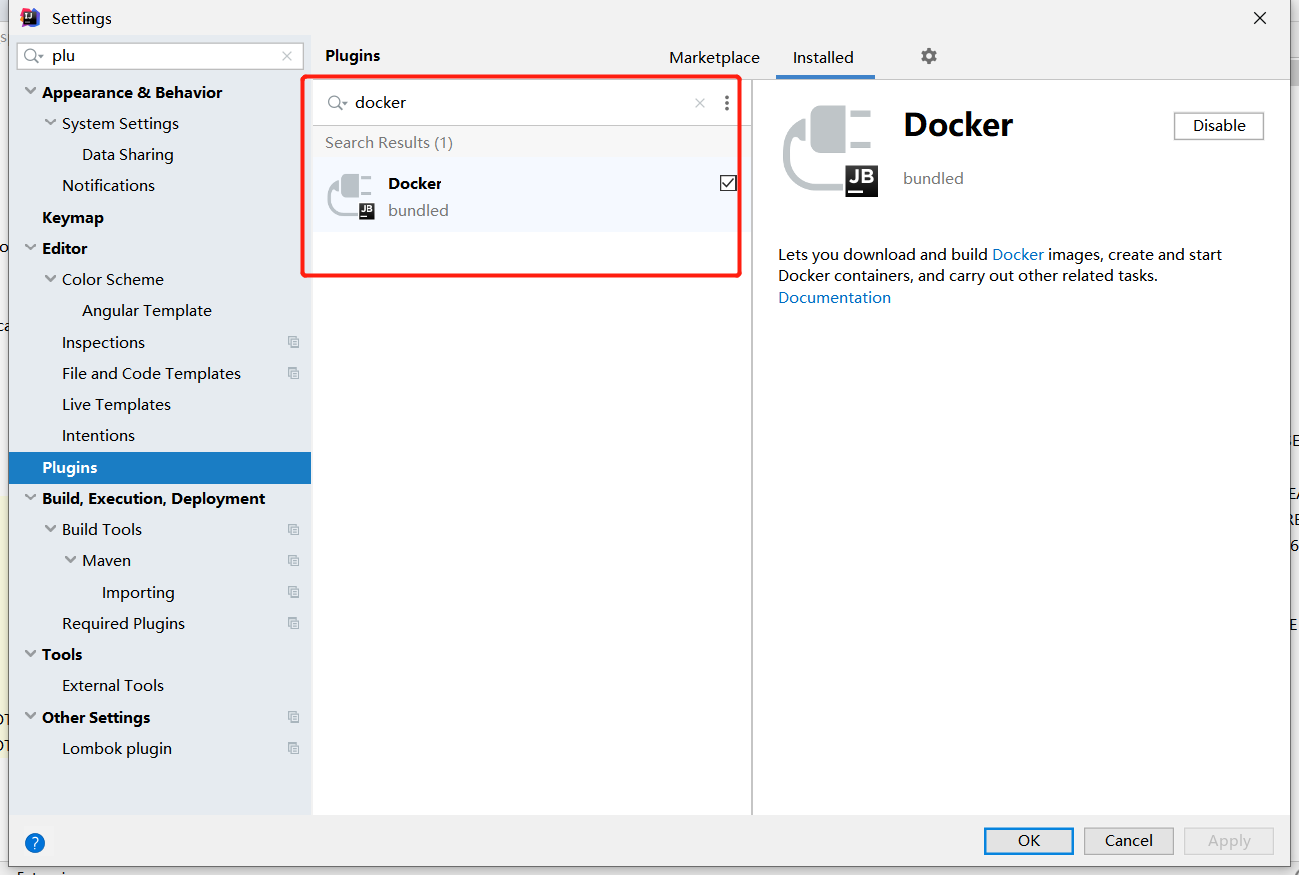 Settings
plu
Appearance & Behavior
System Settings
Data Sharing
Notifications
Keymap
Editor
Color Scheme
Angular Template
Inspections
File and Code Templates
Live Templates
Intentions
Plugins
Build, Execution, Deployment
Build Tools
Maven
Importing
Required Plugins
Tools
External Tools
Other Settings
Lombok plugin
Plugins
Marketplace
Installed
docker
Search Results (1)
Docker
bundled
JB
Docker
Disable
bundled
JB
Lets you download and build Docker images, create and start
Docker containers, and carry out other related tasks.
Documentation
?
OK
Cancel
Apply